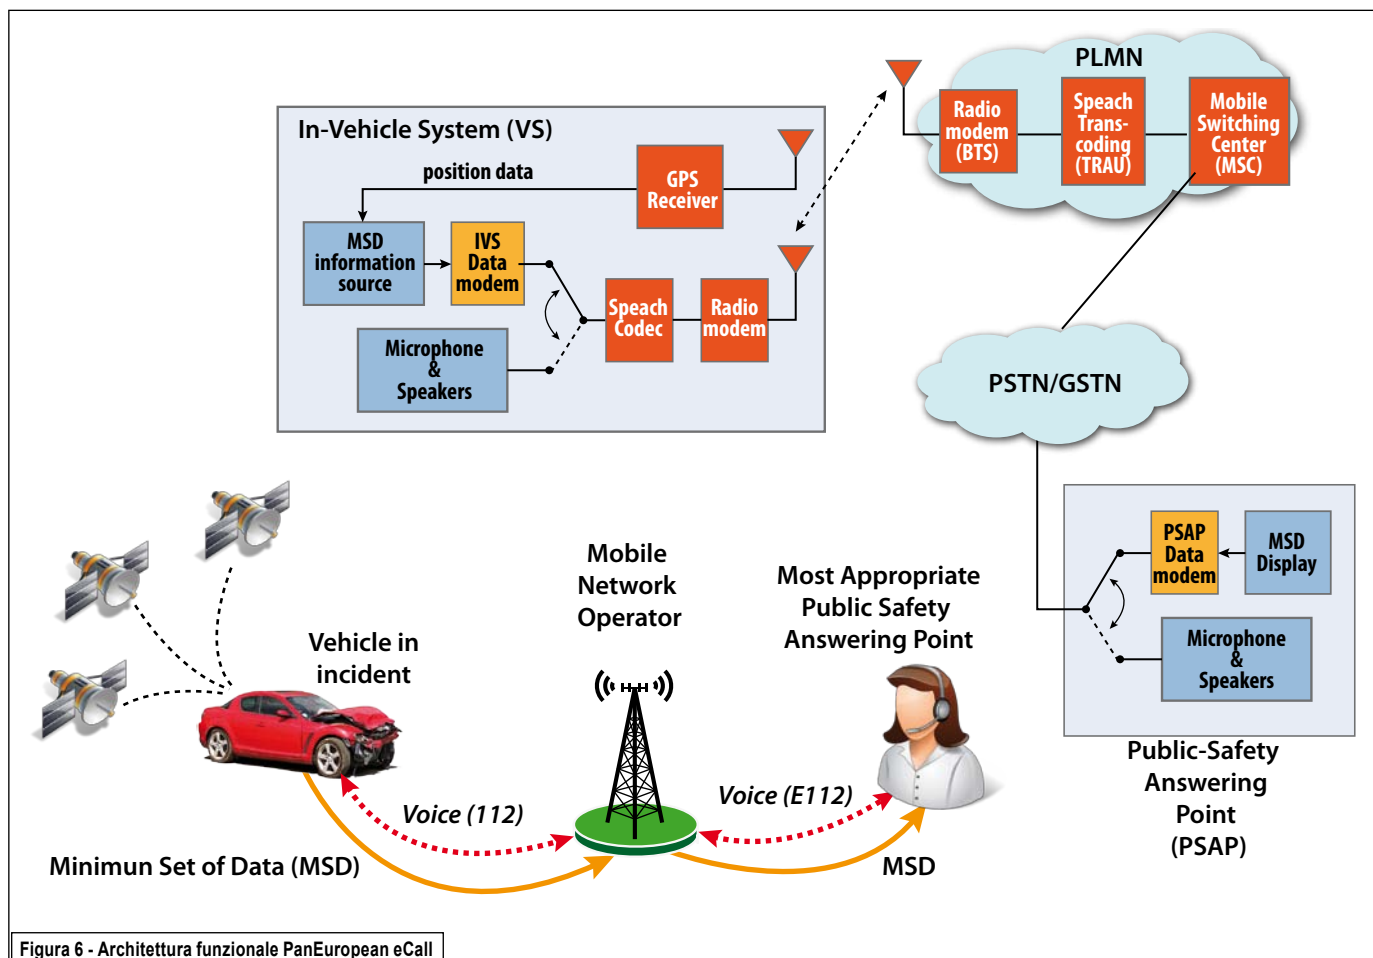 PLMN
Radio
modem
(BTS)
Speach
Trans-
coding
(TRAU)
Mobile
Switching
Center
(MSC)
In-Vehicle System (VS)
position data
GPS
Receiver
MSD
information
source
IVS
Data
modem
Speach
Codec
Radio
modem
Microphone
&
Speakers
PSTN/GSTN
PSAP
Data
modem
MSD
Display
Microphone
&
Speakers
Public-Safety
Answering
Point
(PSAP)
Mobile
Network
Operator
Most Appropriate
Public Safety
Answering Point
Vehicle in
incident
Voice (112)
Voice (E112)
Minimun Set of Data (MSD)
MSD
Figura 6 - Architettura funzionale PanEuropean eCall